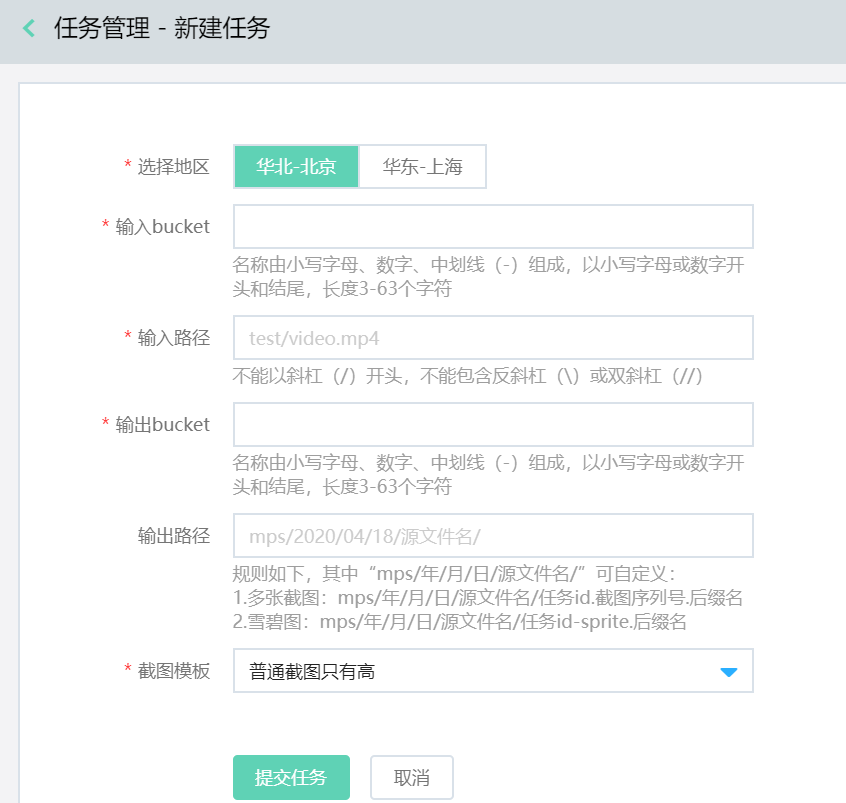 任务管理 - 新建任务
* 选择地区 华北-北京 华东-上海
* 输入bucket
名称由小写字母、数字、中划线（-）组成，以小写字母或数字开
头和结尾，长度3-63个字符
* 输入路径 test/video.mp4
不能以斜杠（/）开头，不能包含反斜杠（\）或双斜杠（//）
* 输出bucket
名称由小写字母、数字、中划线（-）组成，以小写字母或数字开
头和结尾，长度3-63个字符
输出路径 mps/2020/04/18/源文件名/
规则如下，其中“mps/年/月/日/源文件名/”可自定义：
1.多张截图：mps/年/月/日/源文件名/任务id.截图序列号.后缀名
2.雪碧图：mps/年/月/日/源文件名/任务id-sprite.后缀名
* 截图模板 普通截图只有高
提交任务 取消